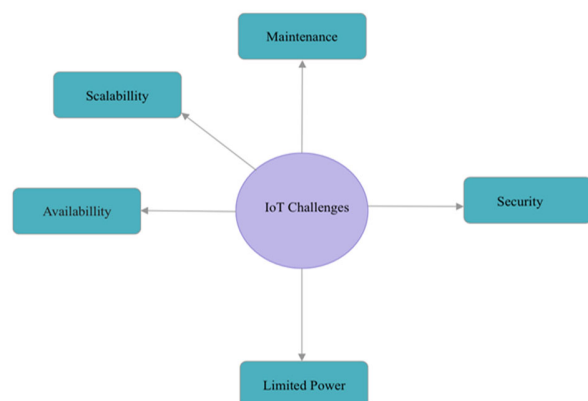 Maintenance
Scalabillity
Availabillity
IoT Challenges
Security
Limited Power